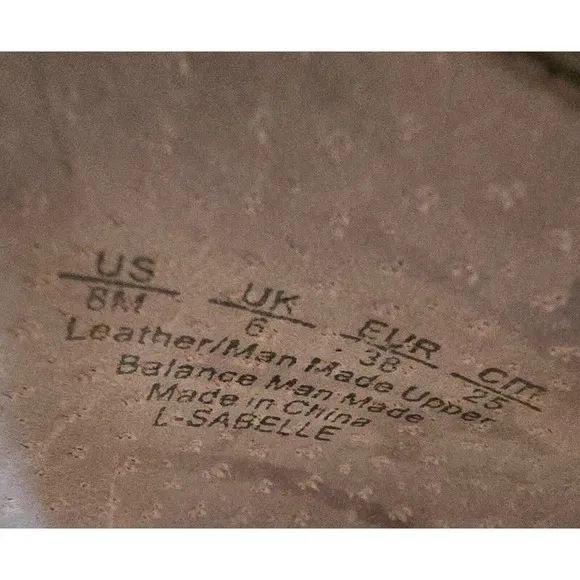 US UK EUR CM
8M 6 38 25
Leather/Man Made Upper
Balance Man Made
Made in China
L-SABELLE